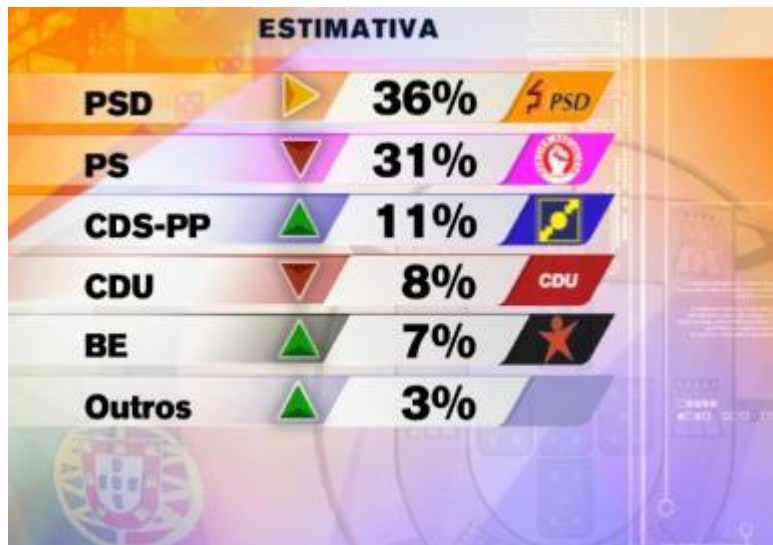 ESTIMATIVA
PSD 36% PSD
PS 31%
CDS-PP 11%
CDU 8% CDU
BE 7%
Outros 3%